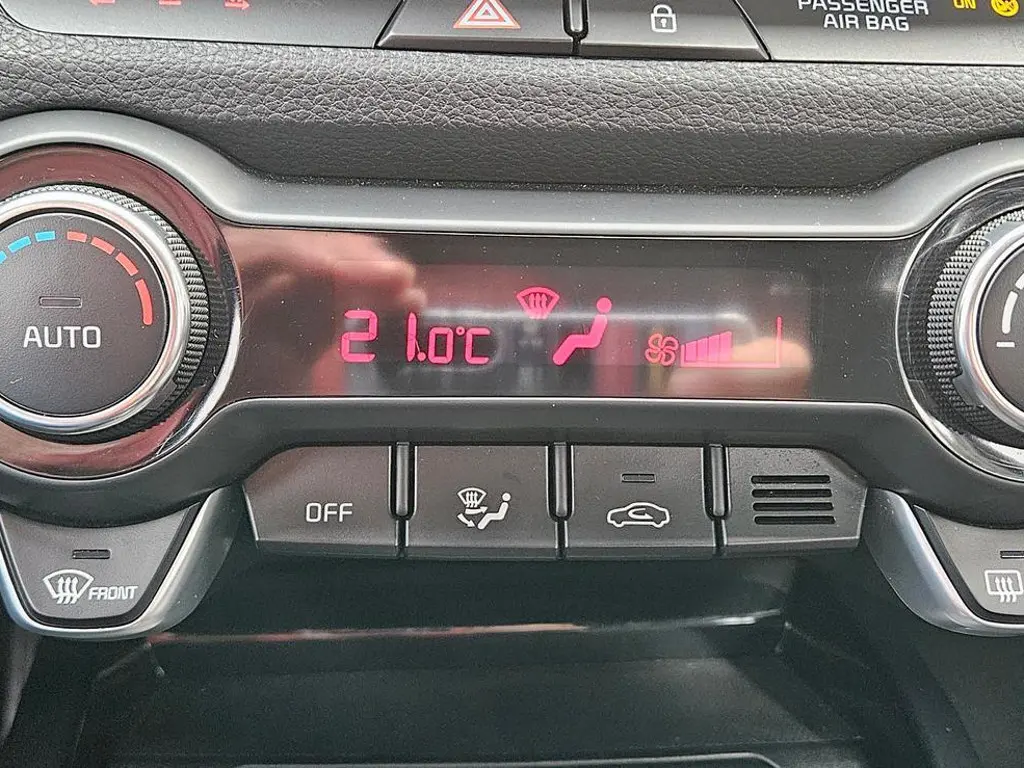 PASSENGER
AIR BAG
ON
AUTO
21.0°C
OFF
FRONT